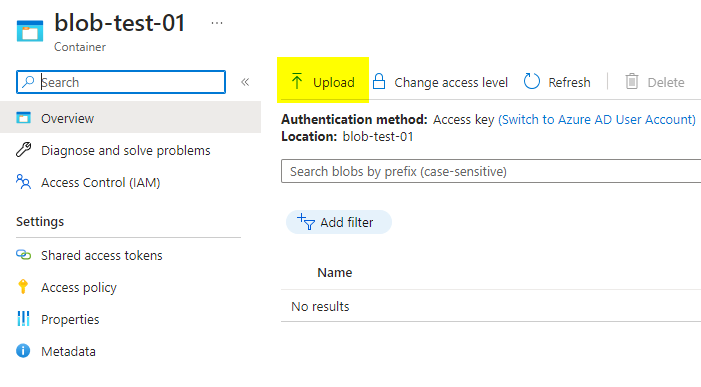 blob-test-01 ...
Container
Search
«
Overview
Diagnose and solve problems
Access Control (IAM)
Settings
Shared access tokens
Access policy
Properties
Metadata
Upload Change access level Refresh Delete
Authentication method: Access key (Switch to Azure AD User Account)
Location: blob-test-01
Search blobs by prefix (case-sensitive)
Add filter
Name
No results